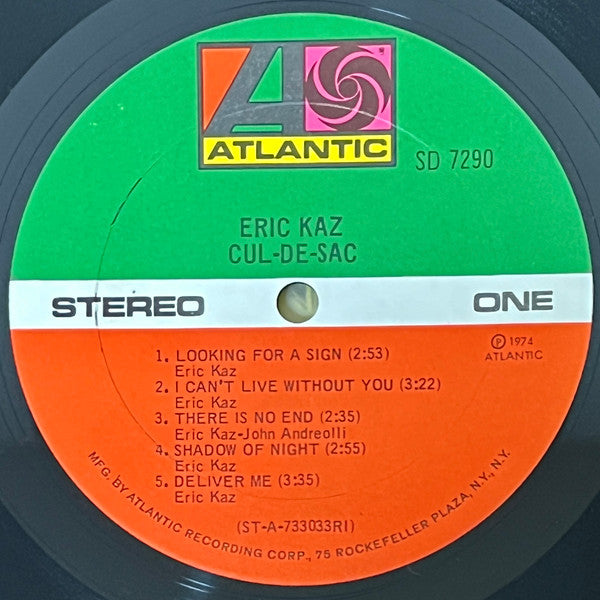 ATLANTIC
SD 7290
ERIC KAZ
CUL-DE-SAC
STEREO
ONE
℗ 1974
ATLANTIC
1. LOOKING FOR A SIGN (2:53)
Eric Kaz
2. I CAN'T LIVE WITHOUT YOU (3:22)
Eric Kaz
3. THERE IS NO END (2:35)
Eric Kaz-John Andreolli
4. SHADOW OF NIGHT (2:55)
Eric Kaz
5. DELIVER ME (3:35)
Eric Kaz
(ST-A-733033RI)
MFG. BY ATLANTIC RECORDING CORP., 75 ROCKEFELLER PLAZA, N.Y., N.Y.